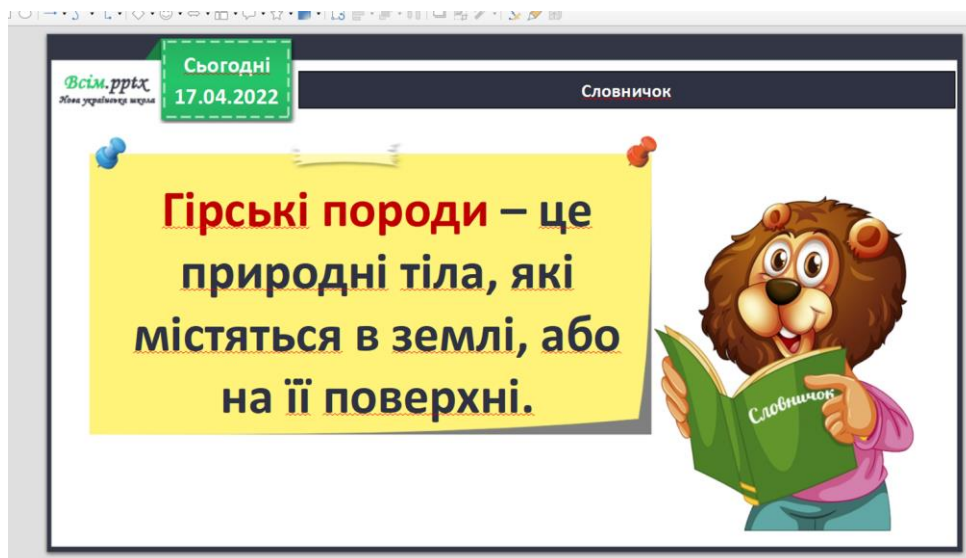 Всім.pptx
Нова українська школа
Сьогодні
17.04.2022
Словничок
Гірські породи – це
природні тіла, які
містяться в землі, або
на її поверхні.
Словничок